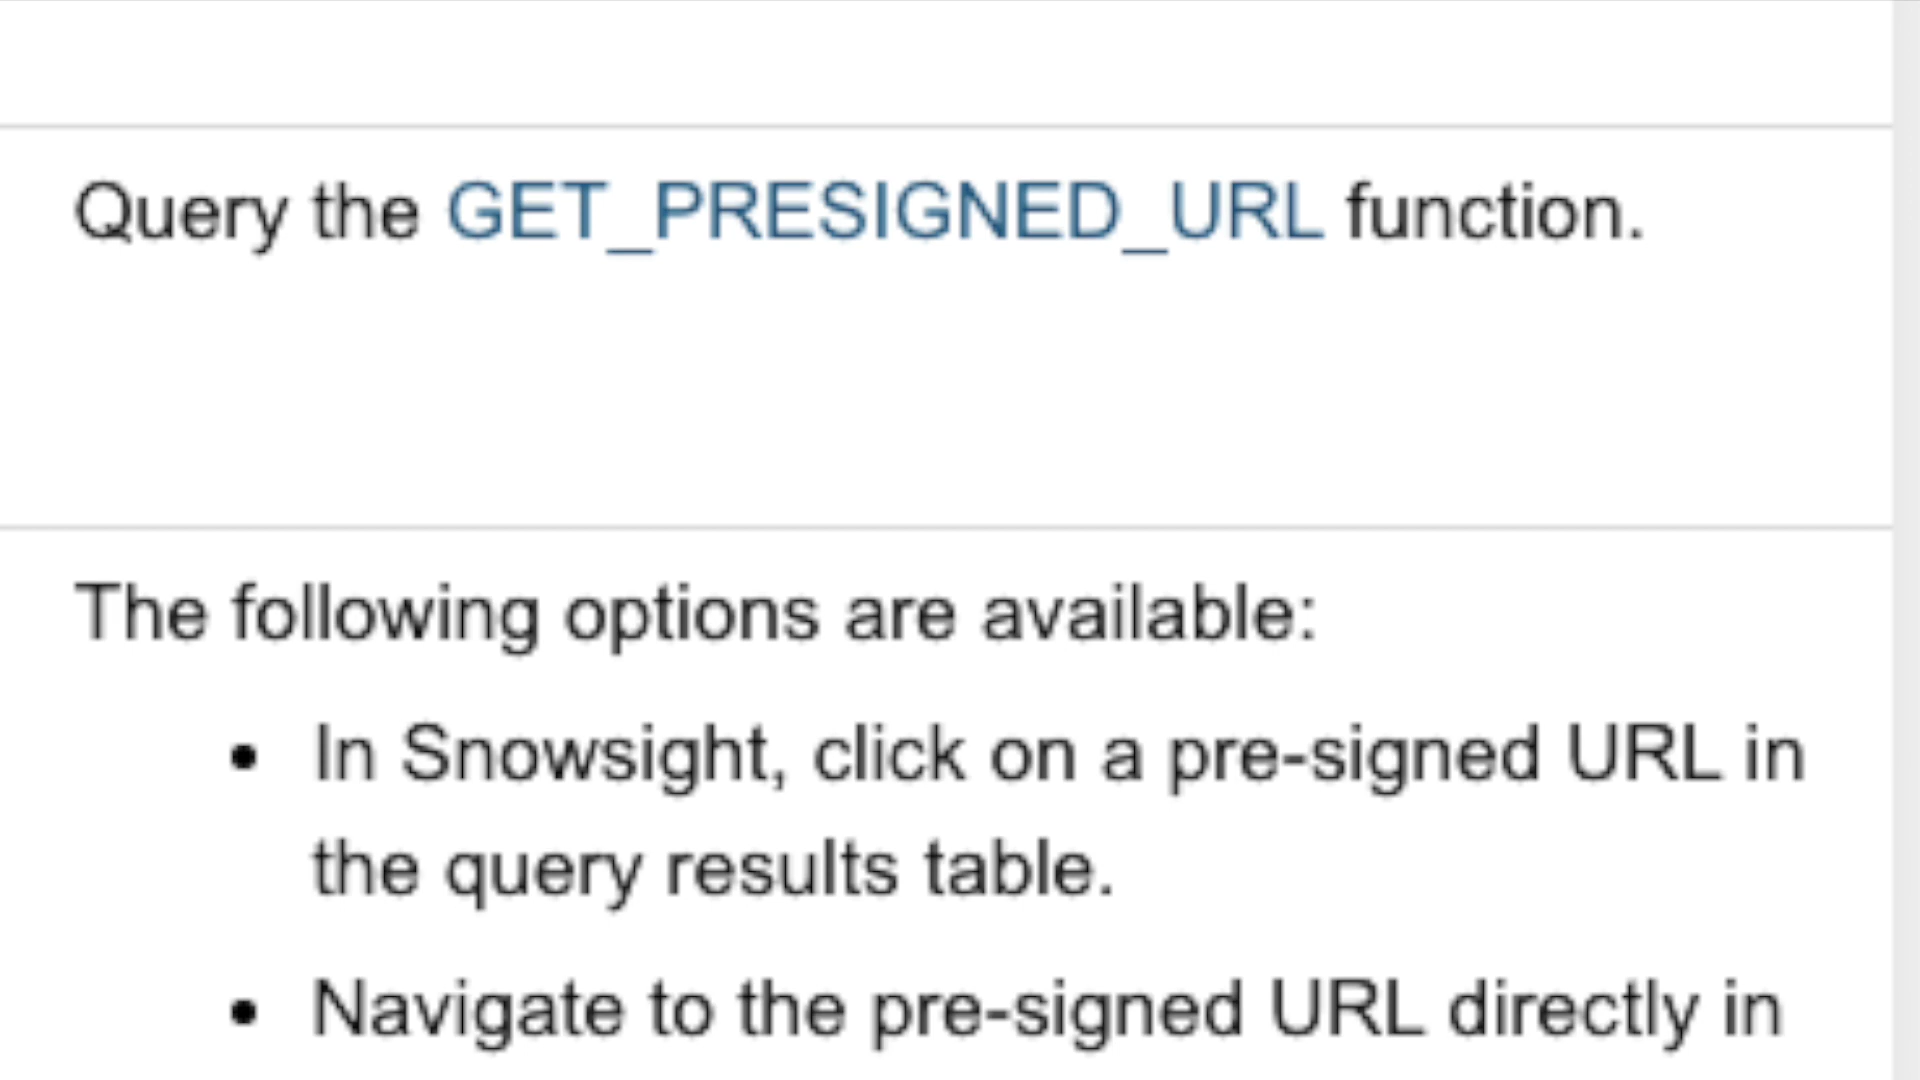 Query the GET_PRESIGNED_URL function.
The following options are available:
• In Snowsight, click on a pre-signed URL in
the query results table.
• Navigate to the pre-signed URL directly in